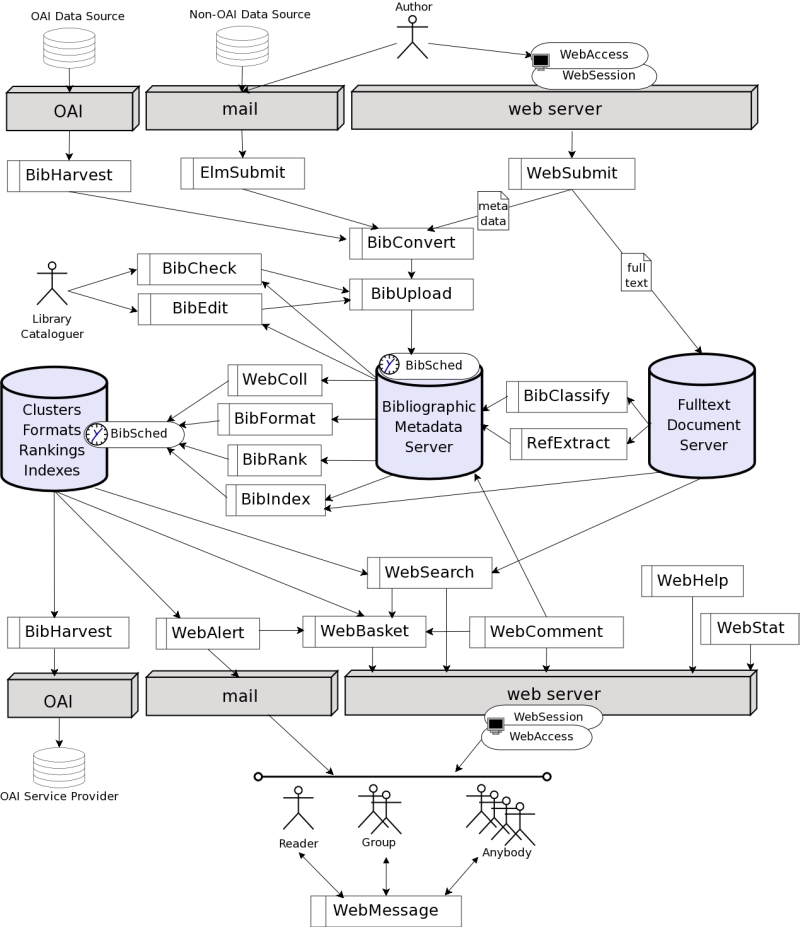 Author
OAI Data Source
Non-OAI Data Source
WebAccess
WebSession
OAI
mail
web server
BibHarvest
ElmSubmit
WebSubmit
meta
data
BibConvert
BibCheck
full
text
BibEdit
BibUpload
Library
Cataloguer
BibSched
WebColl
BibClassify
Clusters
Formats
Rankings
Indexes
BibSched
BibFormat
Bibliographic
Metadata
Server
Fulltext
Document
Server
RefExtract
BibRank
BibIndex
WebSearch
WebHelp
BibHarvest
WebAlert
WebBasket
WebComment
WebStat
OAI
mail
web server
WebSession
WebAccess
OAI Service Provider
Reader
Group
Anybody
WebMessage